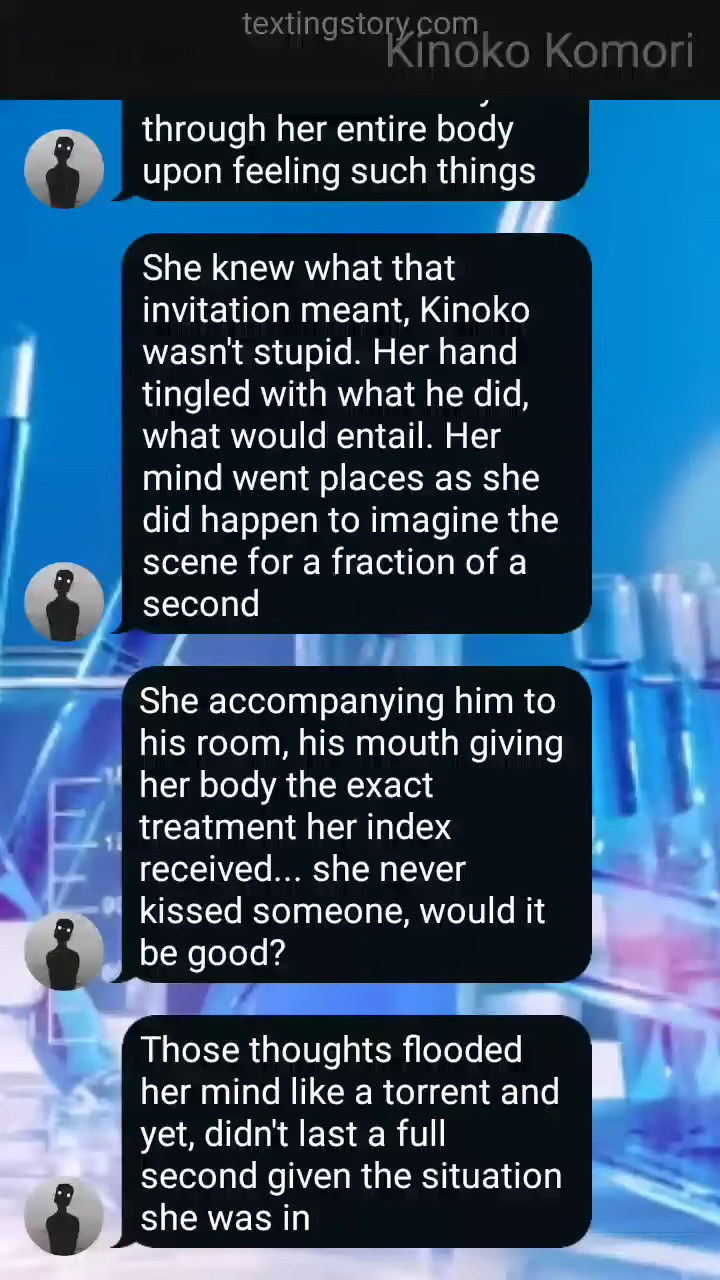 textingstory.com
Kinoko Komori
through her entire body
upon feeling such things
She knew what that
invitation meant, Kinoko
wasn't stupid. Her hand
tingled with what he did,
what would entail. Her
mind went places as she
did happen to imagine the
scene for a fraction of a
second
She accompanying him to
his room, his mouth giving
her body the exact
treatment her index
received... she never
kissed someone, would it
be good?
Those thoughts flooded
her mind like a torrent and
yet, didn't last a full
second given the situation
she was in